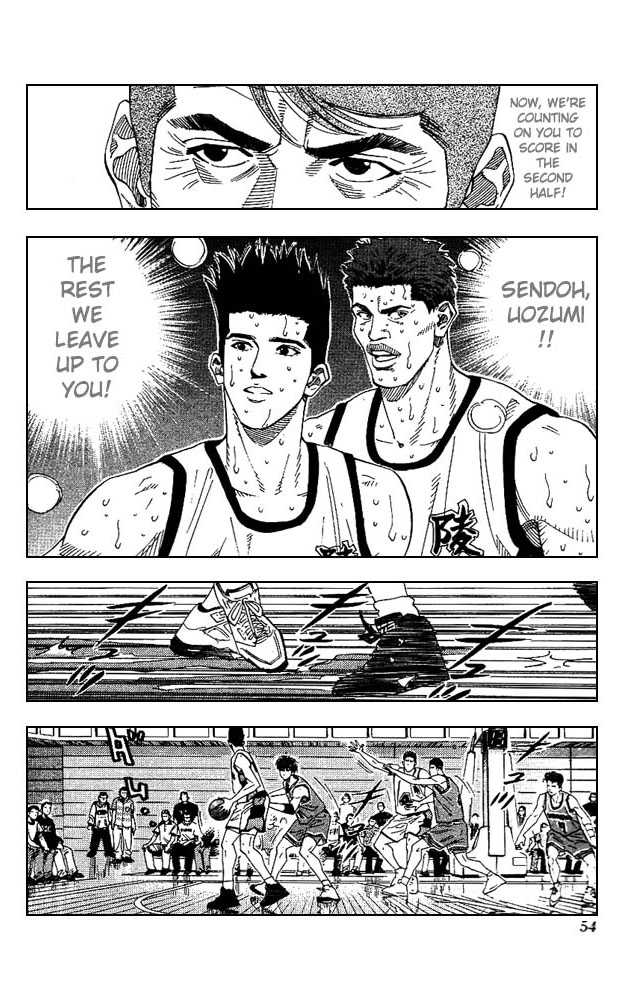 NOW, WE'RE
COUNTING
ON YOU TO
SCORE IN
THE
SECOND
HALF!
THE
REST
WE
LEAVE
UP TO
YOU!
SENDOH,
UOZUMI
!!
陵
54